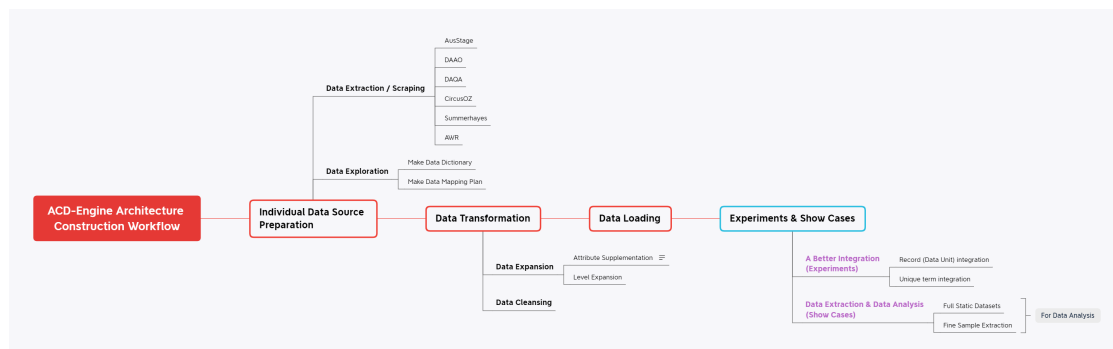 ACD-Engine Architecture
Construction Workflow
Individual Data Source
Preparation
Data Extraction / Scraping
AusStage
DAAO
DAQA
CircusOZ
Summerhayes
AWR
Data Exploration
Make Data Dictionary
Make Data Mapping Plan
Data Transformation
Data Expansion
Attribute Supplementation
Level Expansion
Data Cleansing
Data Loading
Experiments & Show Cases
A Better Integration
(Experiments)
Record (Data Unit) integration
Unique term integration
Data Extraction & Data Analysis
(Show Cases)
Full Static Datasets
Fine Sample Extraction
For Data Analysis